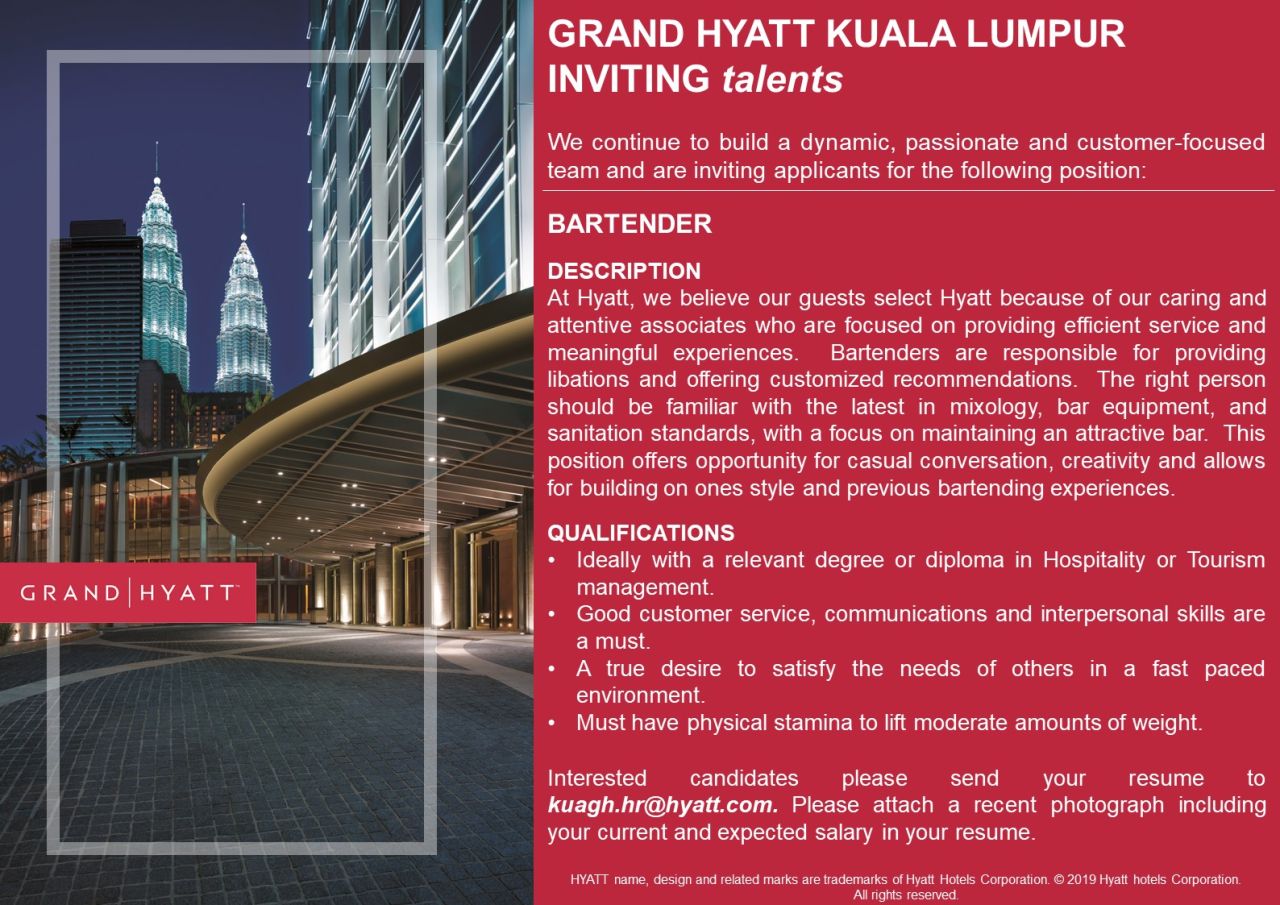 GRAND HYATT KUALA LUMPUR
INVITING talents
We continue to build a dynamic, passionate and customer-focused
team and are inviting applicants for the following position:
BARTENDER
DESCRIPTION
At Hyatt, we believe our guests select Hyatt because of our caring and
attentive associates who are focused on providing efficient service and
meaningful experiences. Bartenders are responsible for providing
libations and offering customized recommendations. The right person
should be familiar with the latest in mixology, bar equipment, and
sanitation standards, with a focus on maintaining an attractive bar. This
position offers opportunity for casual conversation, creativity and allows
for building on ones style and previous bartending experiences.
QUALIFICATIONS
• Ideally with a relevant degree or diploma in Hospitality or Tourism
management.
• Good customer service, communications and interpersonal skills are
a must.
• A true desire to satisfy the needs of others in a fast paced
environment.
• Must have physical stamina to lift moderate amounts of weight.
Interested candidates please send your resume to
kuagh.hr@hyatt.com. Please attach a recent photograph including
your current and expected salary in your resume.
HYATT name, design and related marks are trademarks of Hyatt Hotels Corporation. © 2019 Hyatt hotels Corporation.
All rights reserved.
GRAND | HYATT™